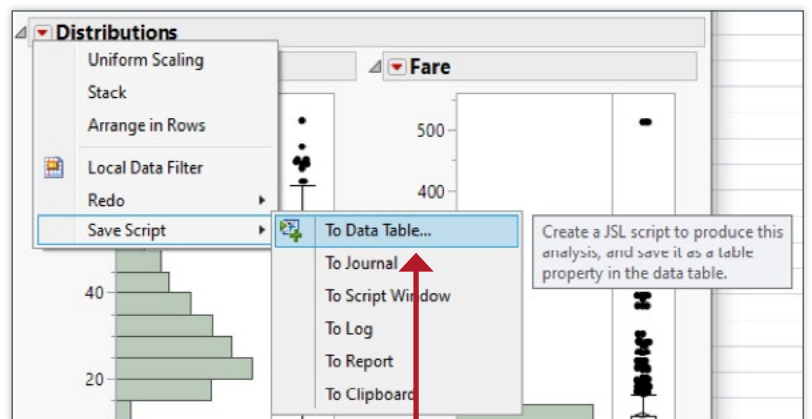 Distributions
Uniform Scaling
Stack
Arrange in Rows
Local Data Filter
Redo
Save Script
Fare
500
400
To Data Table...
To Journal
To Script Window
To Log
To Report
To Clipboard
Create a JSL script to produce this
analysis, and save it as a table
property in the data table.
40
20